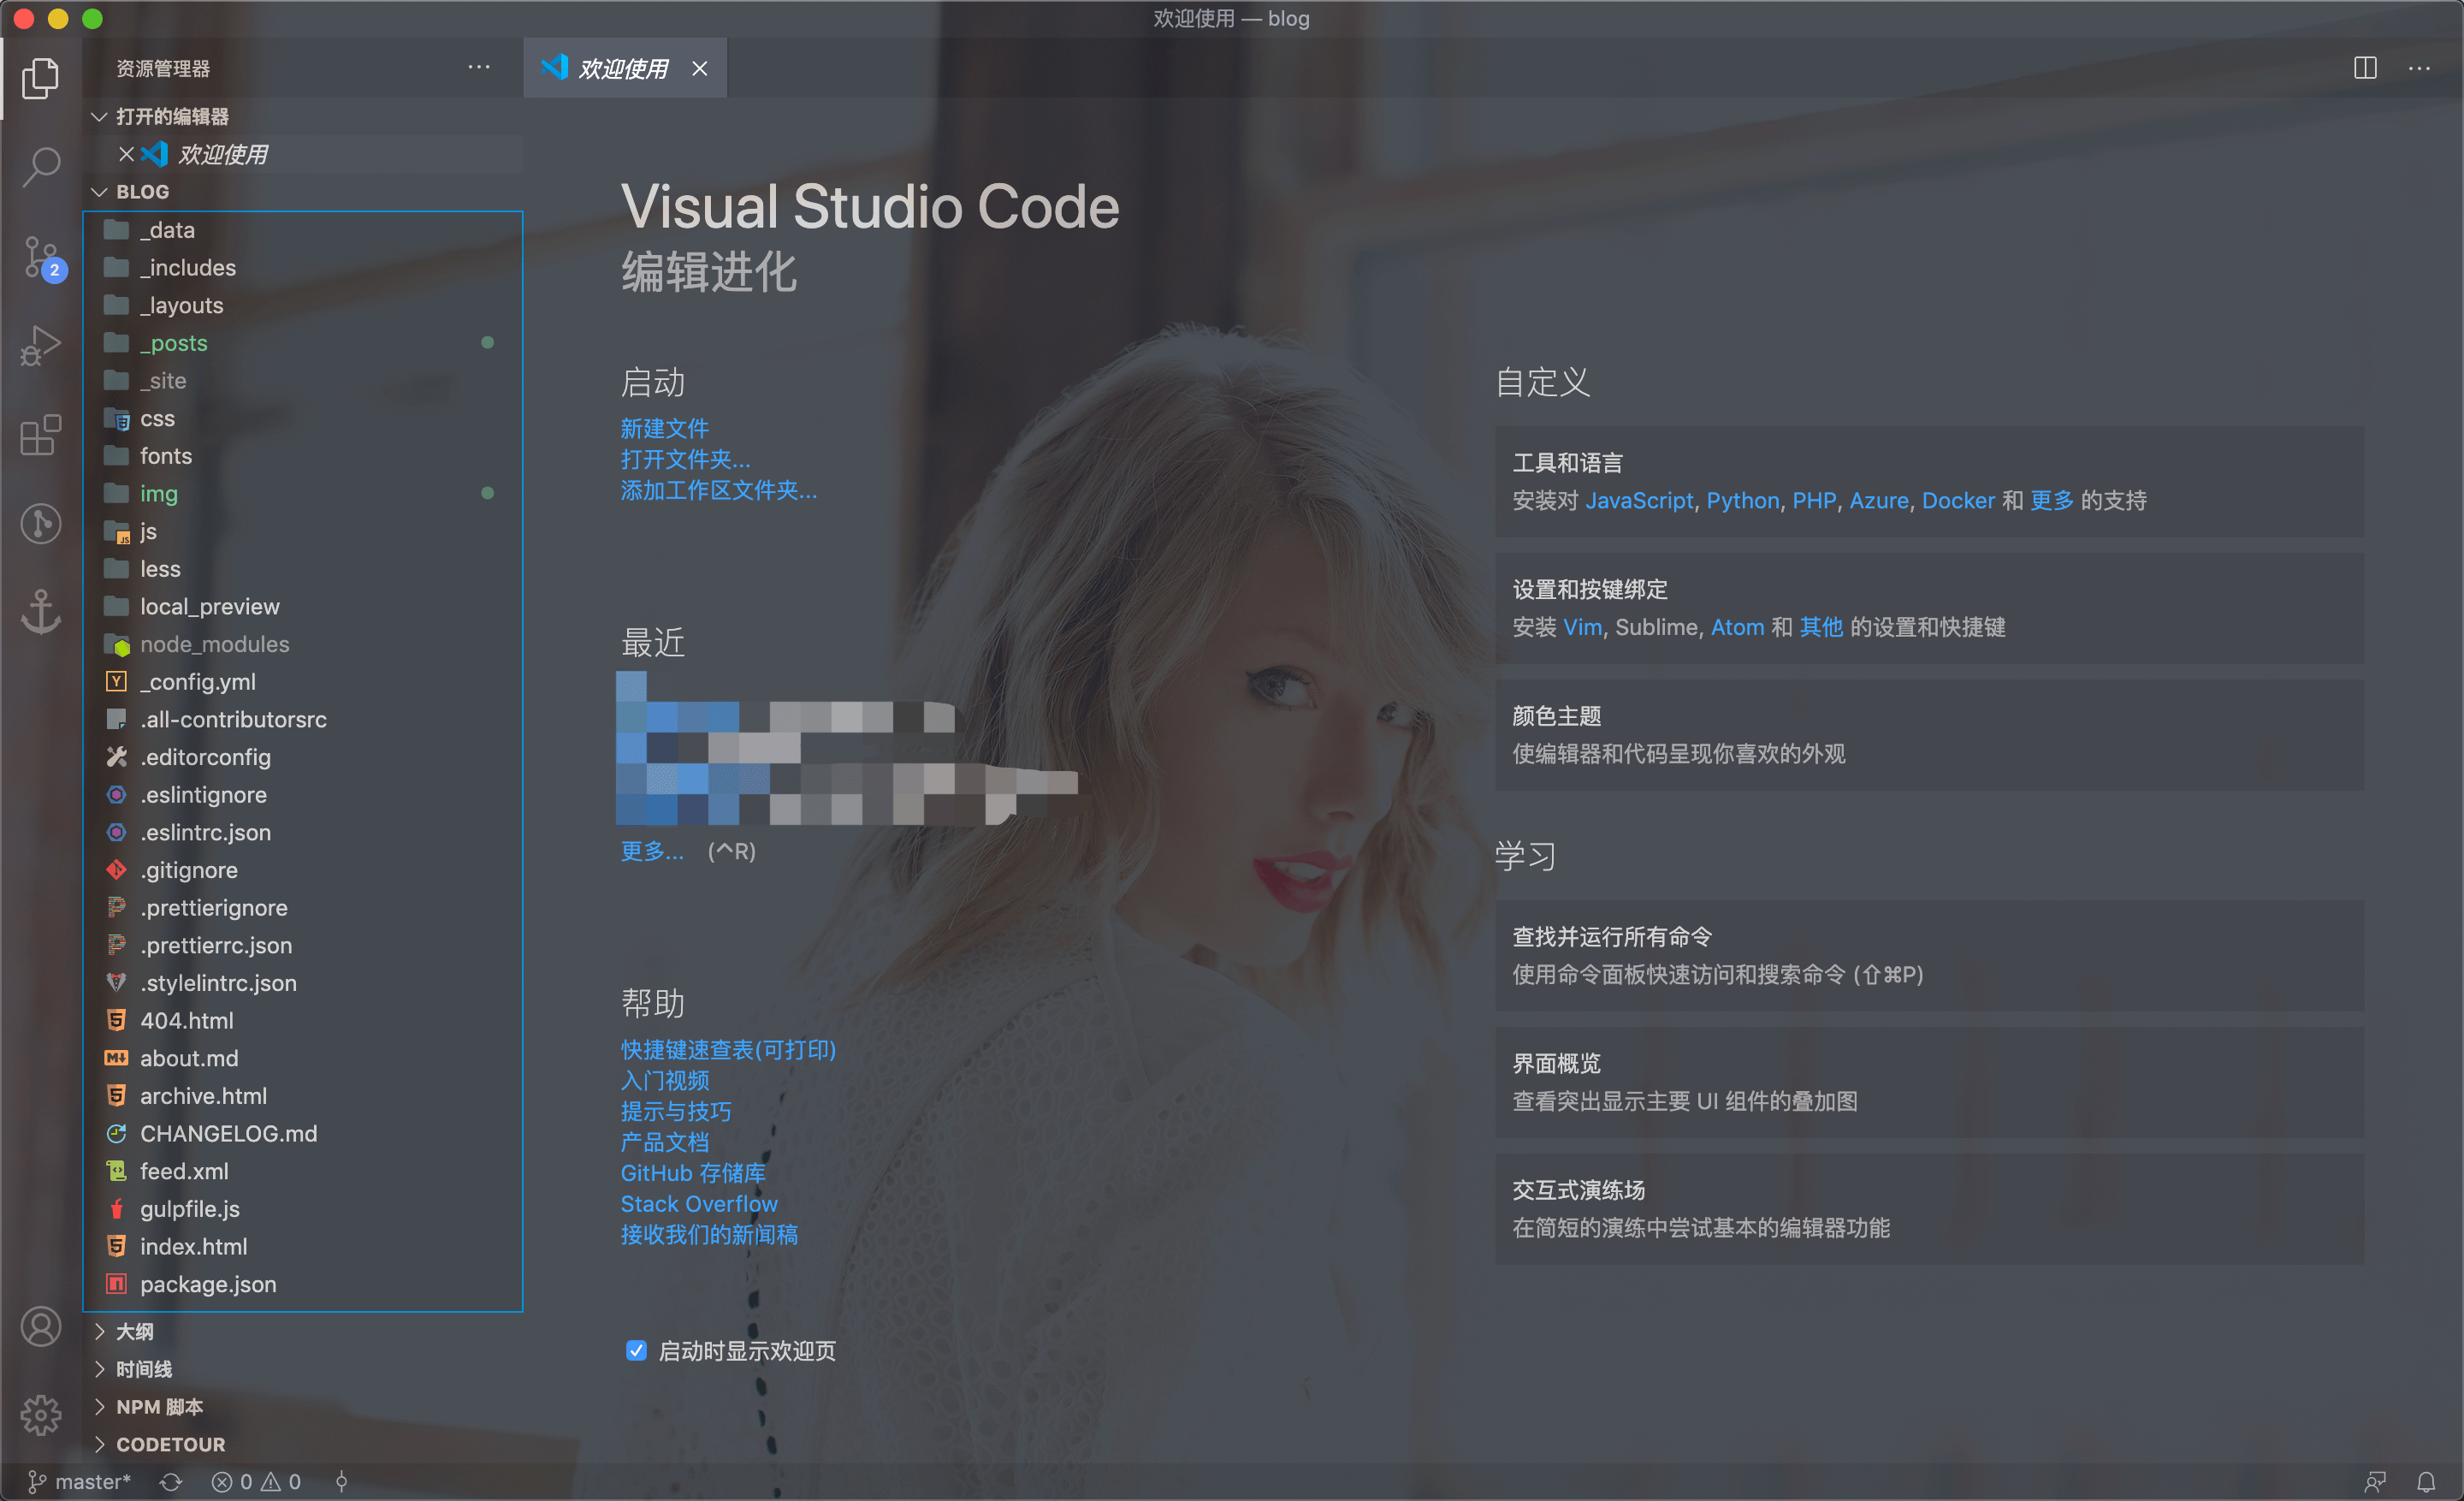 欢迎使用 — blog
资源管理器
欢迎使用
打开的编辑器
欢迎使用
BLOG
_data
_includes
_layouts
_posts
_site
css
fonts
img
js
less
local_preview
node_modules
_config.yml
.all-contributorsrc
.editorconfig
.eslintignore
.eslintrc.json
.gitignore
.prettierignore
.prettierrc.json
.stylelintrc.json
404.html
about.md
archive.html
CHANGELOG.md
feed.xml
gulpfile.js
index.html
package.json
大纲
时间线
NPM 脚本
CODETOUR
2
Visual Studio Code
编辑进化
启动
新建文件
打开文件夹...
添加工作区文件夹...
最近
更多... (^R)
帮助
快捷键速查表(可打印)
入门视频
提示与技巧
产品文档
GitHub 存储库
Stack Overflow
接收我们的新闻稿
启动时显示欢迎页
自定义
工具和语言
安装对 JavaScript, Python, PHP, Azure, Docker 和 更多 的支持
设置和按键绑定
安装 Vim, Sublime, Atom 和 其他 的设置和快捷键
颜色主题
使编辑器和代码呈现你喜欢的外观
学习
查找并运行所有命令
使用命令面板快速访问和搜索命令 (⇧⌘P)
界面概览
查看突出显示主要 UI 组件的叠加图
交互式演练场
在简短的演练中尝试基本的编辑器功能
master* 0 0